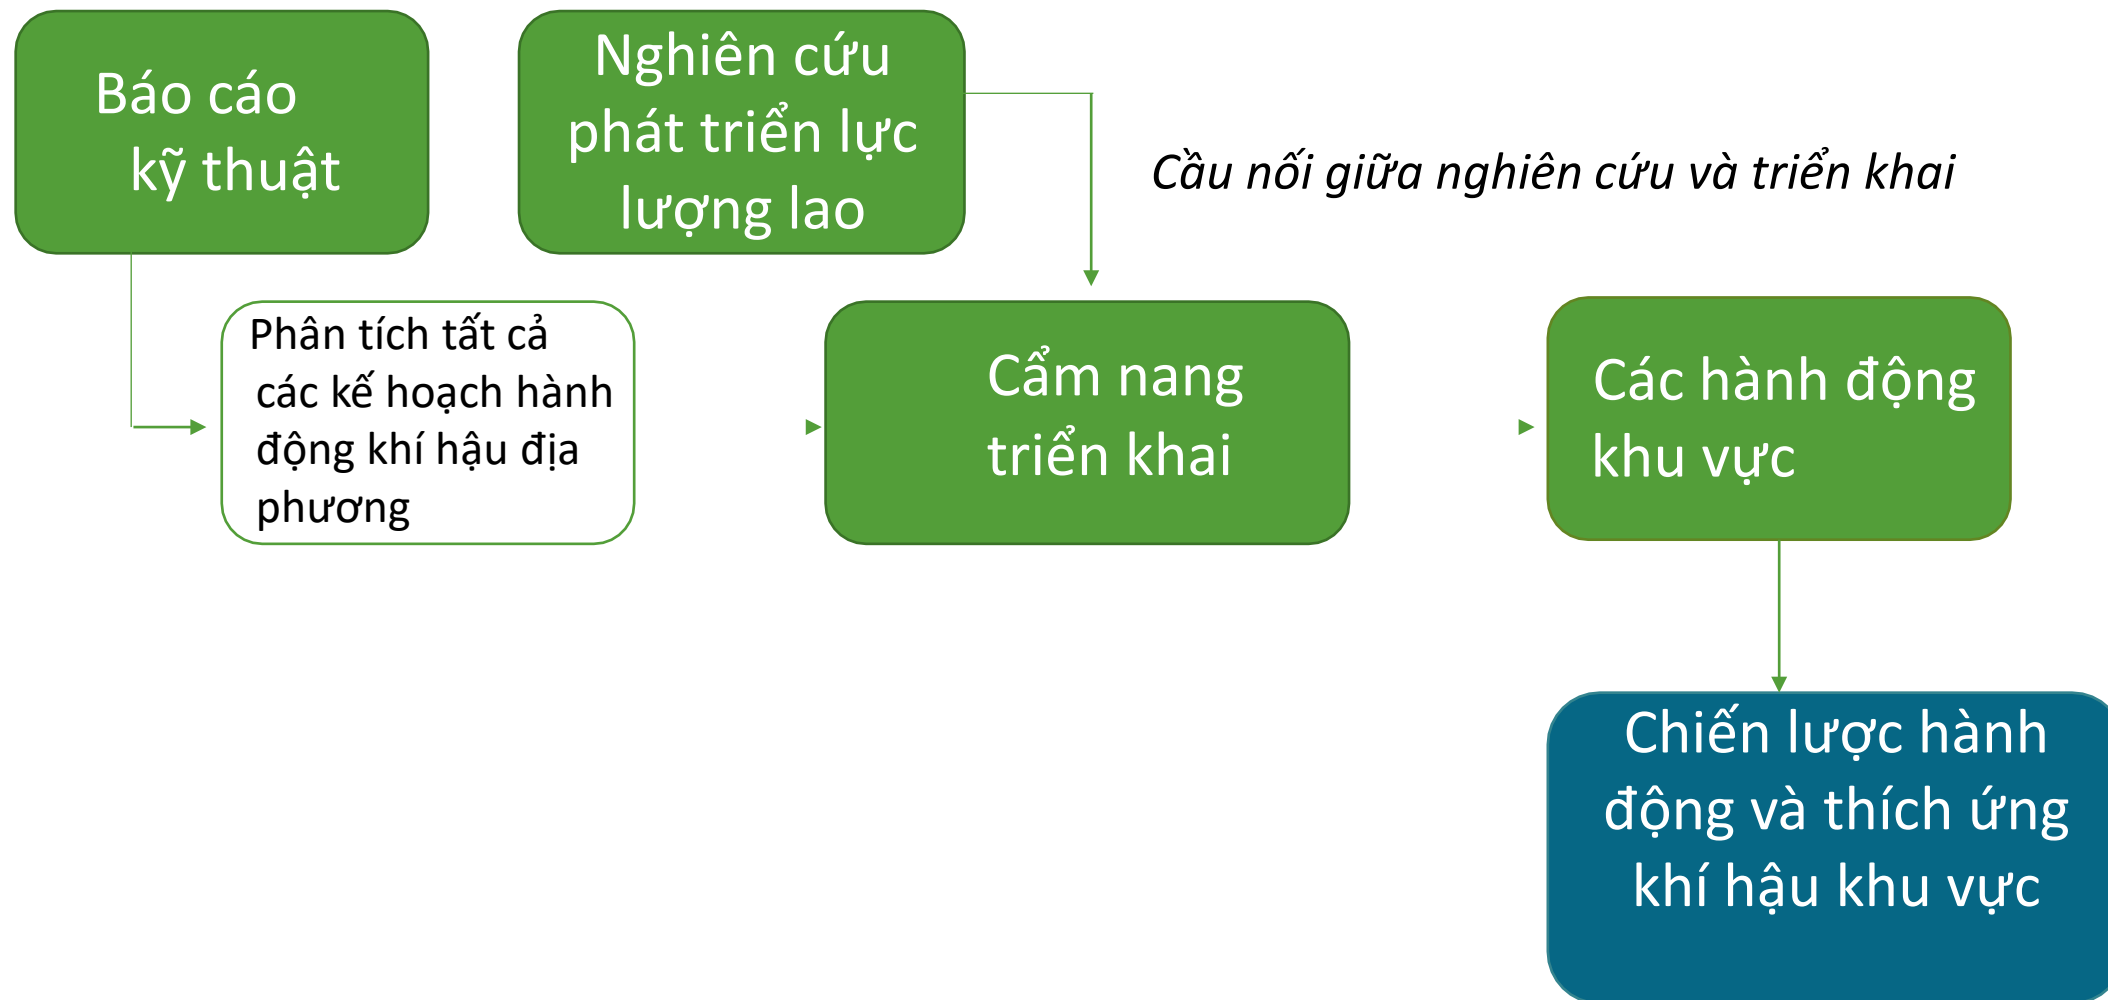 Báo cáo
kỹ thuật
Nghiên cứu
phát triển lực
lượng lao
Cầu nối giữa nghiên cứu và triển khai
Phân tích tất cả
các kế hoạch hành
động khí hậu địa
phương
Cẩm nang
triển khai
Các hành động
khu vực
Chiến lược hành
động và thích ứng
khí hậu khu vực